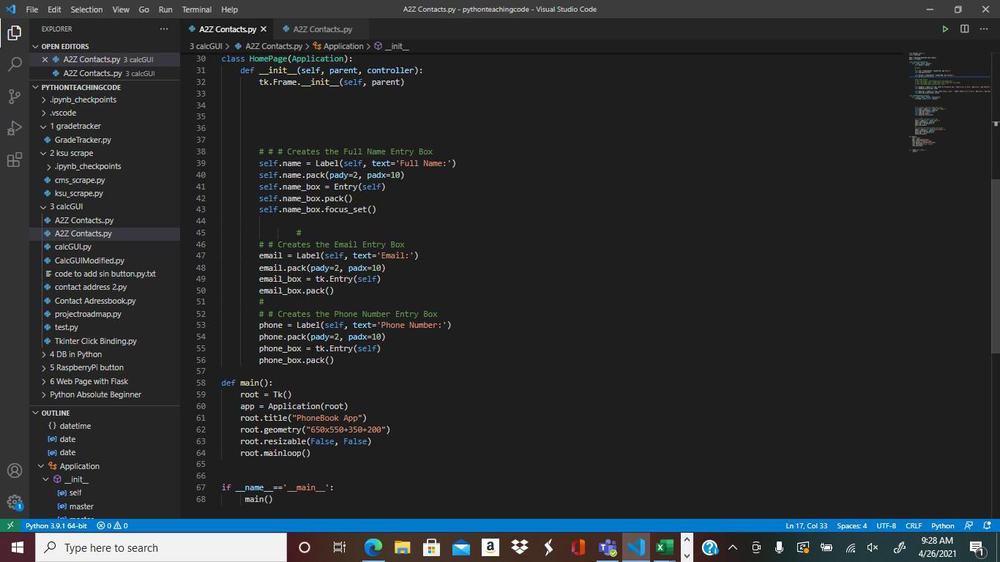 File Edit Selection View Go Run Terminal Help
A2Z Contacts.py - pythonteachingcode - Visual Studio Code
EXPLORER
OPEN EDITORS
A2Z Contacts.py 3 calcGUI
A2Z Contacts..py 3 calcGUI
PYTHONTEACHINGCODE
.ipynb_checkpoints
.vscode
1 gradetracker
GradeTracker.py
2 ksu scrape
.ipynb_checkpoints
cms_scrape.py
ksu_scrape.py
3 calcGUI
A2Z Contacts..py
A2Z Contacts.py
calcGUI.py
CalcGUIModified.py
code to add sin button.py.txt
contact address 2.py
Contact Adressbook.py
projectroadmap.py
test.py
Tkinter Click Binding.py
4 DB in Python
5 RaspberryPi button
6 Web Page with Flask
Python Absolute Beginner
OUTLINE
datetime
date
date
Application
__init__
self
master
1
A2Z Contacts.py
A2Z Contacts..py
3 calcGUI > A2Z Contacts.py > Application > __init__
30 class HomePage(Application):
31 def __init__(self, parent, controller):
32 tk.Frame.__init__(self, parent)
33
34
35
36
37
38 # # # Creates the Full Name Entry Box
39 self.name = Label(self, text='Full Name:')
40 self.name.pack(pady=2, padx=10)
41 self.name_box = Entry(self)
42 self.name_box.pack()
43 self.name_box.focus_set()
44
45 #
46 # # Creates the Email Entry Box
47 email = Label(self, text='Email:')
48 email.pack(pady=2, padx=10)
49 email_box = tk.Entry(self)
50 email_box.pack()
51 #
52 # # Creates the Phone Number Entry Box
53 phone = Label(self, text='Phone Number:')
54 phone.pack(pady=2, padx=10)
55 phone_box = tk.Entry(self)
56 phone_box.pack()
57
58 def main():
59 root = Tk()
60 app = Application(root)
61 root.title("PhoneBook App")
62 root.geometry("650x550+350+200")
63 root.resizable(False, False)
64 root.mainloop()
65
66
67 if __name__=='__main__':
68 main()
Python 3.9.1 64-bit 0 0
Ln 17, Col 33 Spaces: 4 UTF-8 CRLF Python
Type here to search
9:28 AM
4/26/2021
1